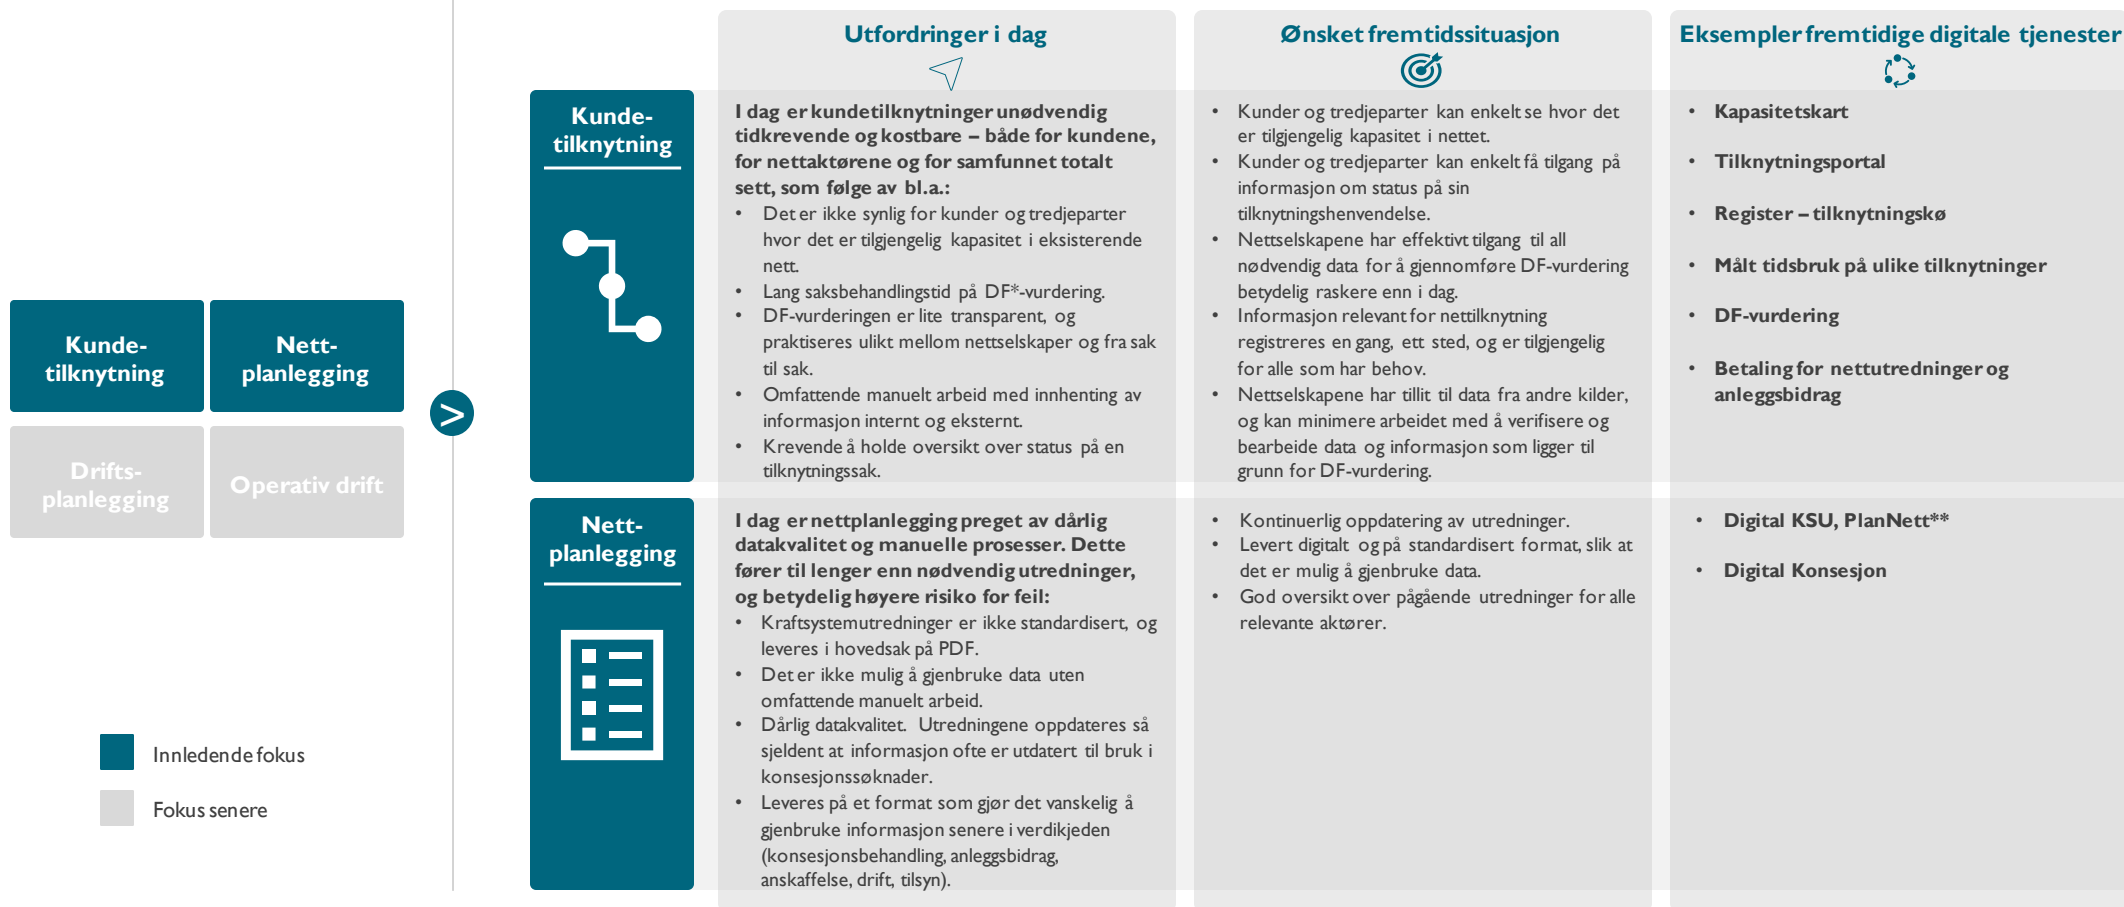 Kunde-
tilknytning
Nett-
planlegging
Drifts-
planlegging
Operativ drift
>
Innledende fokus
Fokus senere
Utfordringer i dag
Ønsket fremtidssituasjon
Eksempler fremtidige digitale tjenester
Kunde-
tilknytning
I dag er kundetilknytninger unødvendig
tidkrevende og kostbare – både for kundene,
for nettaktørene og for samfunnet totalt
sett, som følge av bl.a.:
• Det er ikke synlig for kunder og tredjeparter
hvor det er tilgjengelig kapasitet i eksisterende
nett.
• Lang saksbehandlingstid på DF*-vurdering.
• DF-vurderingen er lite transparent, og
praktiseres ulikt mellom nettselskaper og fra sak
til sak.
• Omfattende manuelt arbeid med innhenting av
informasjon internt og eksternt.
• Krevende å holde oversikt over status på en
tilknytningssak.
• Kunder og tredjeparter kan enkelt se hvor det
er tilgjengelig kapasitet i nettet.
• Kunder og tredjeparter kan enkelt få tilgang på
informasjon om status på sin
tilknytningshenvendelse.
• Nettselskapene har effektivt tilgang til all
nødvendig data for å gjennomføre DF-vurdering
betydelig raskere enn i dag.
• Informasjon relevant for nettilknytning
registreres en gang, ett sted, og er tilgjengelig
for alle som har behov.
• Nettselskapene har tillit til data fra andre kilder,
og kan minimere arbeidet med å verifisere og
bearbeide data og informasjon som ligger til
grunn for DF-vurdering.
• Kapasitetskart
• Tilknytningsportal
• Register – tilknytningskø
• Målt tidsbruk på ulike tilknytninger
• DF-vurdering
• Betaling for nettutredninger og
anleggsbidrag
Nett-
planlegging
I dag er nettplanlegging preget av dårlig
datakvalitet og manuelle prosesser. Dette
fører til lenger enn nødvendig utredninger,
og betydelig høyere risiko for feil:
• Kraftsystemutredninger er ikke standardisert, og
leveres i hovedsak på PDF.
• Det er ikke mulig å gjenbruke data uten
omfattende manuelt arbeid.
• Dårlig datakvalitet. Utredningene oppdateres så
sjeldent at informasjon ofte er utdatert til bruk i
konsesjonssøknader.
• Leveres på et format som gjør det vanskelig å
gjenbruke informasjon senere i verdikjeden
(konsesjonsbehandling, anleggsbidrag,
anskaffelse, drift, tilsyn).
• Kontinuerlig oppdatering av utredninger.
• Levert digitalt og på standardisert format, slik at
det er mulig å gjenbruke data.
• God oversikt over pågående utredninger for alle
relevante aktører.
• Digital KSU, PlanNett**
• Digital Konsesjon